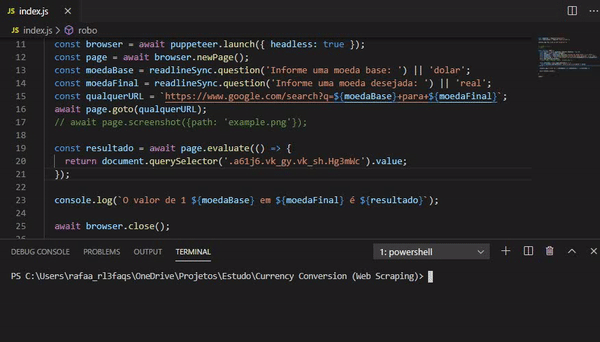 JS index.js ×
JS index.js > robo
11 const browser = await puppeteer.launch({ headless: true });
12 const page = await browser.newPage();
13 const moedaBase = readlineSync.question('Informe uma moeda base: ') || 'dolar';
14 const moedaFinal = readlineSync.question('Informe uma moeda desejada: ') || 'real';
15 const qualquerURL = `https://www.google.com/search?q=${moedaBase}+para+${moedaFinal}`;
16 await page.goto(qualquerURL);
17 // await page.screenshot({path: 'example.png'});
18
19 const resultado = await page.evaluate(() => {
20 return document.querySelector('.a61j6.vk_gy.vk_sh.Hg3mWc').value;
21 });
22
23 console.log(`O valor de 1 ${moedaBase} em ${moedaFinal} é ${resultado}`);
24
25 await browser.close();
26
DEBUG CONSOLE PROBLEMS OUTPUT TERMINAL 1: powershell
PS C:\Users\rafaa_rl3faqs\OneDrive\Projetos\Estudo\Currency Conversion (Web Scraping)>